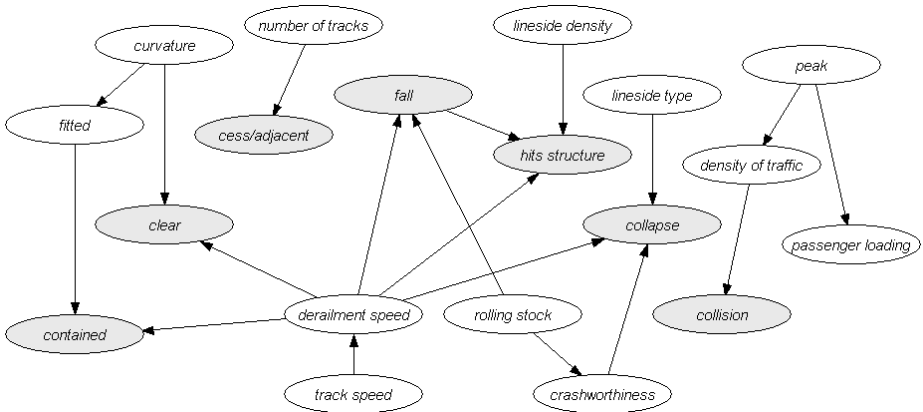 number of tracks
lineside density
curvature
peak
fall
lineside type
fitted
cess/adjacent
hits structure
density of traffic
clear
collapse
passenger loading
derailment speed
rolling stock
collision
contained
track speed
crashworthiness